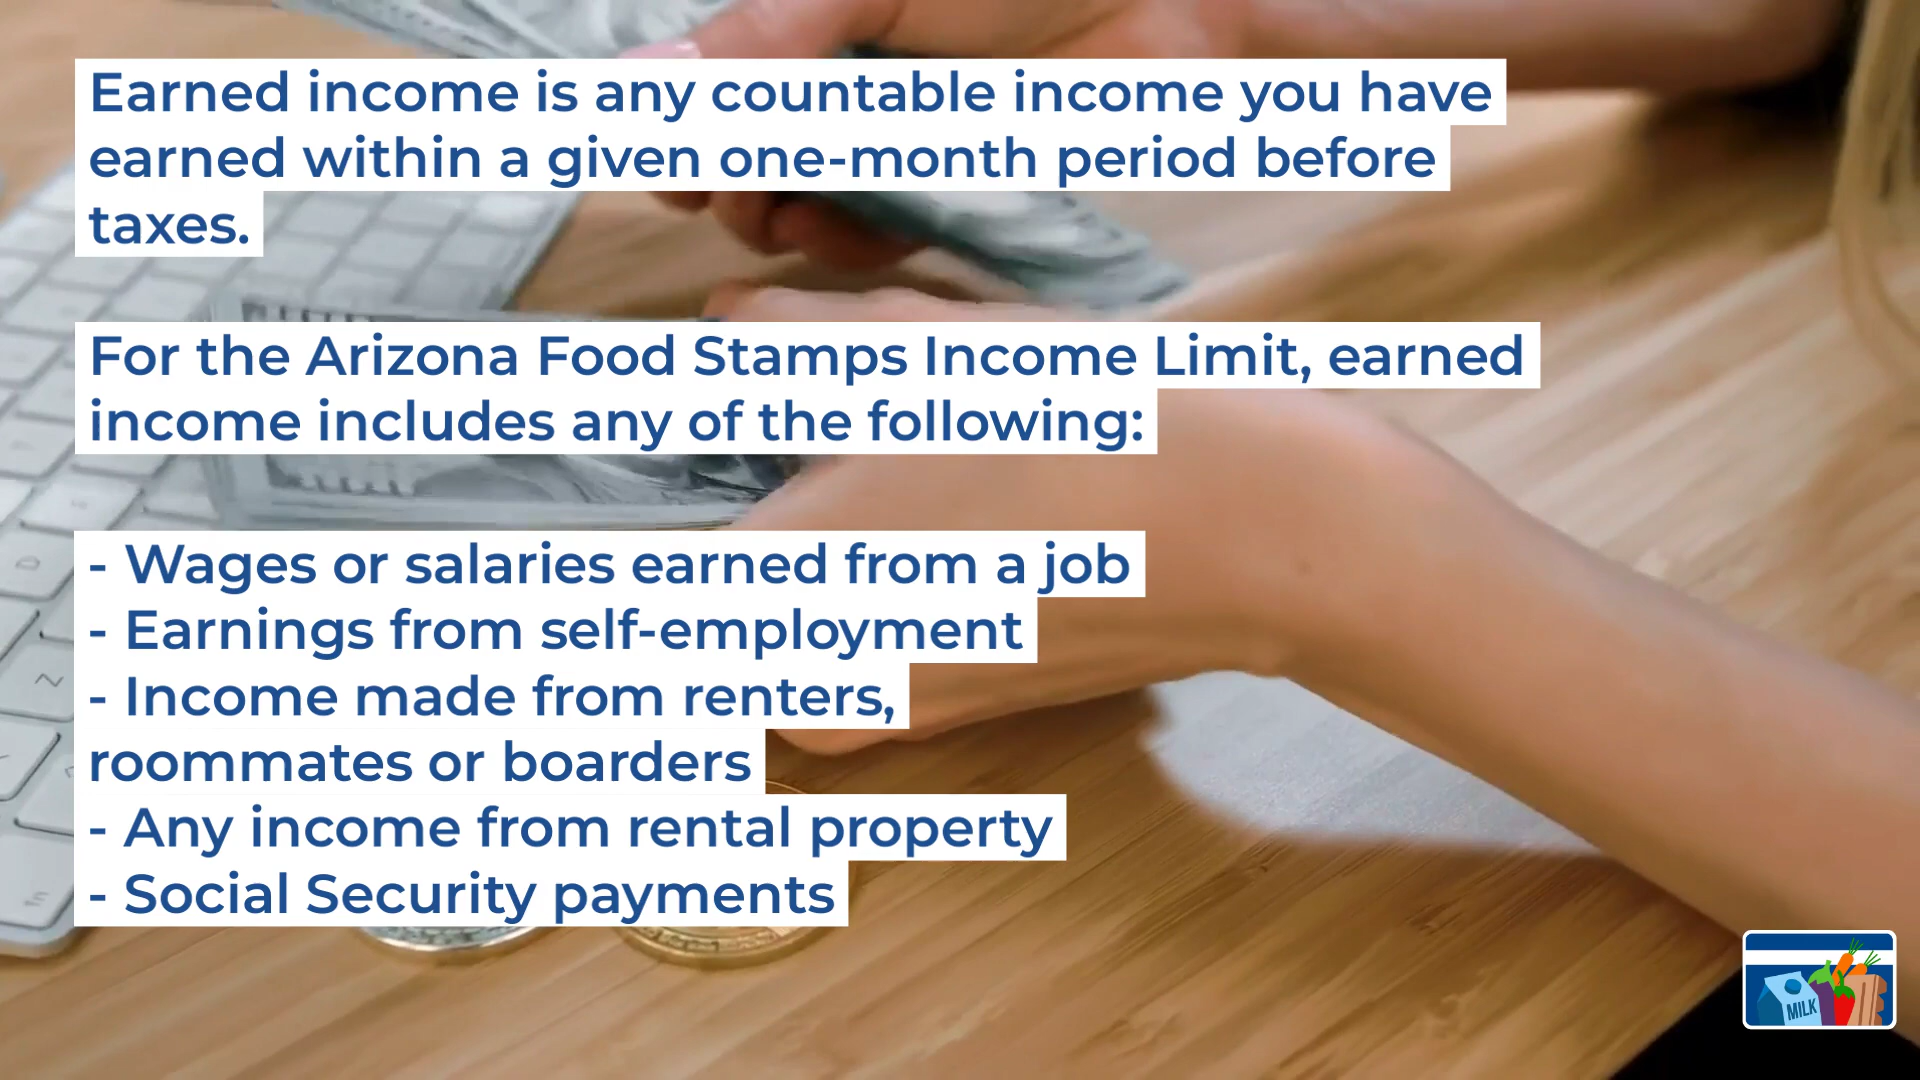 Earned income is any countable income you have
earned within a given one-month period before
taxes.
For the Arizona Food Stamps Income Limit, earned
income includes any of the following:
- Wages or salaries earned from a job
- Earnings from self-employment
- Income made from renters,
roommates or boarders
- Any income from rental property
- Social Security payments
MILK